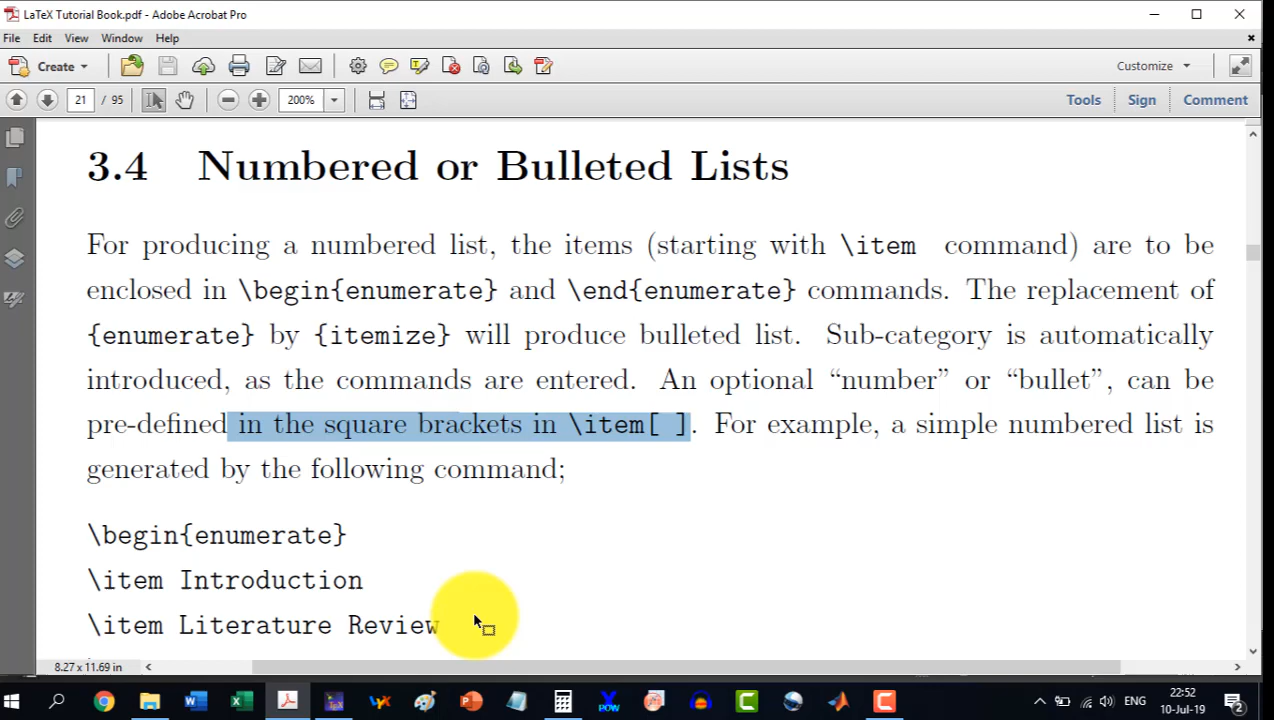 LaTeX Tutorial Book.pdf - Adobe Acrobat Pro
File Edit View Window Help
Create Customize
21 / 95 200% Tools Sign Comment
3.4 Numbered or Bulleted Lists
For producing a numbered list, the items (starting with \item command) are to be
enclosed in \begin{enumerate} and \end{enumerate} commands. The replacement of
{enumerate} by {itemize} will produce bulleted list. Sub-category is automatically
introduced, as the commands are entered. An optional “number” or “bullet”, can be
pre-defined in the square brackets in \item[ ]. For example, a simple numbered list is
generated by the following command;
\begin{enumerate}
\item Introduction
\item Literature Review
8.27 x 11.69 in
ENG 22:52
10-Jul-19 2